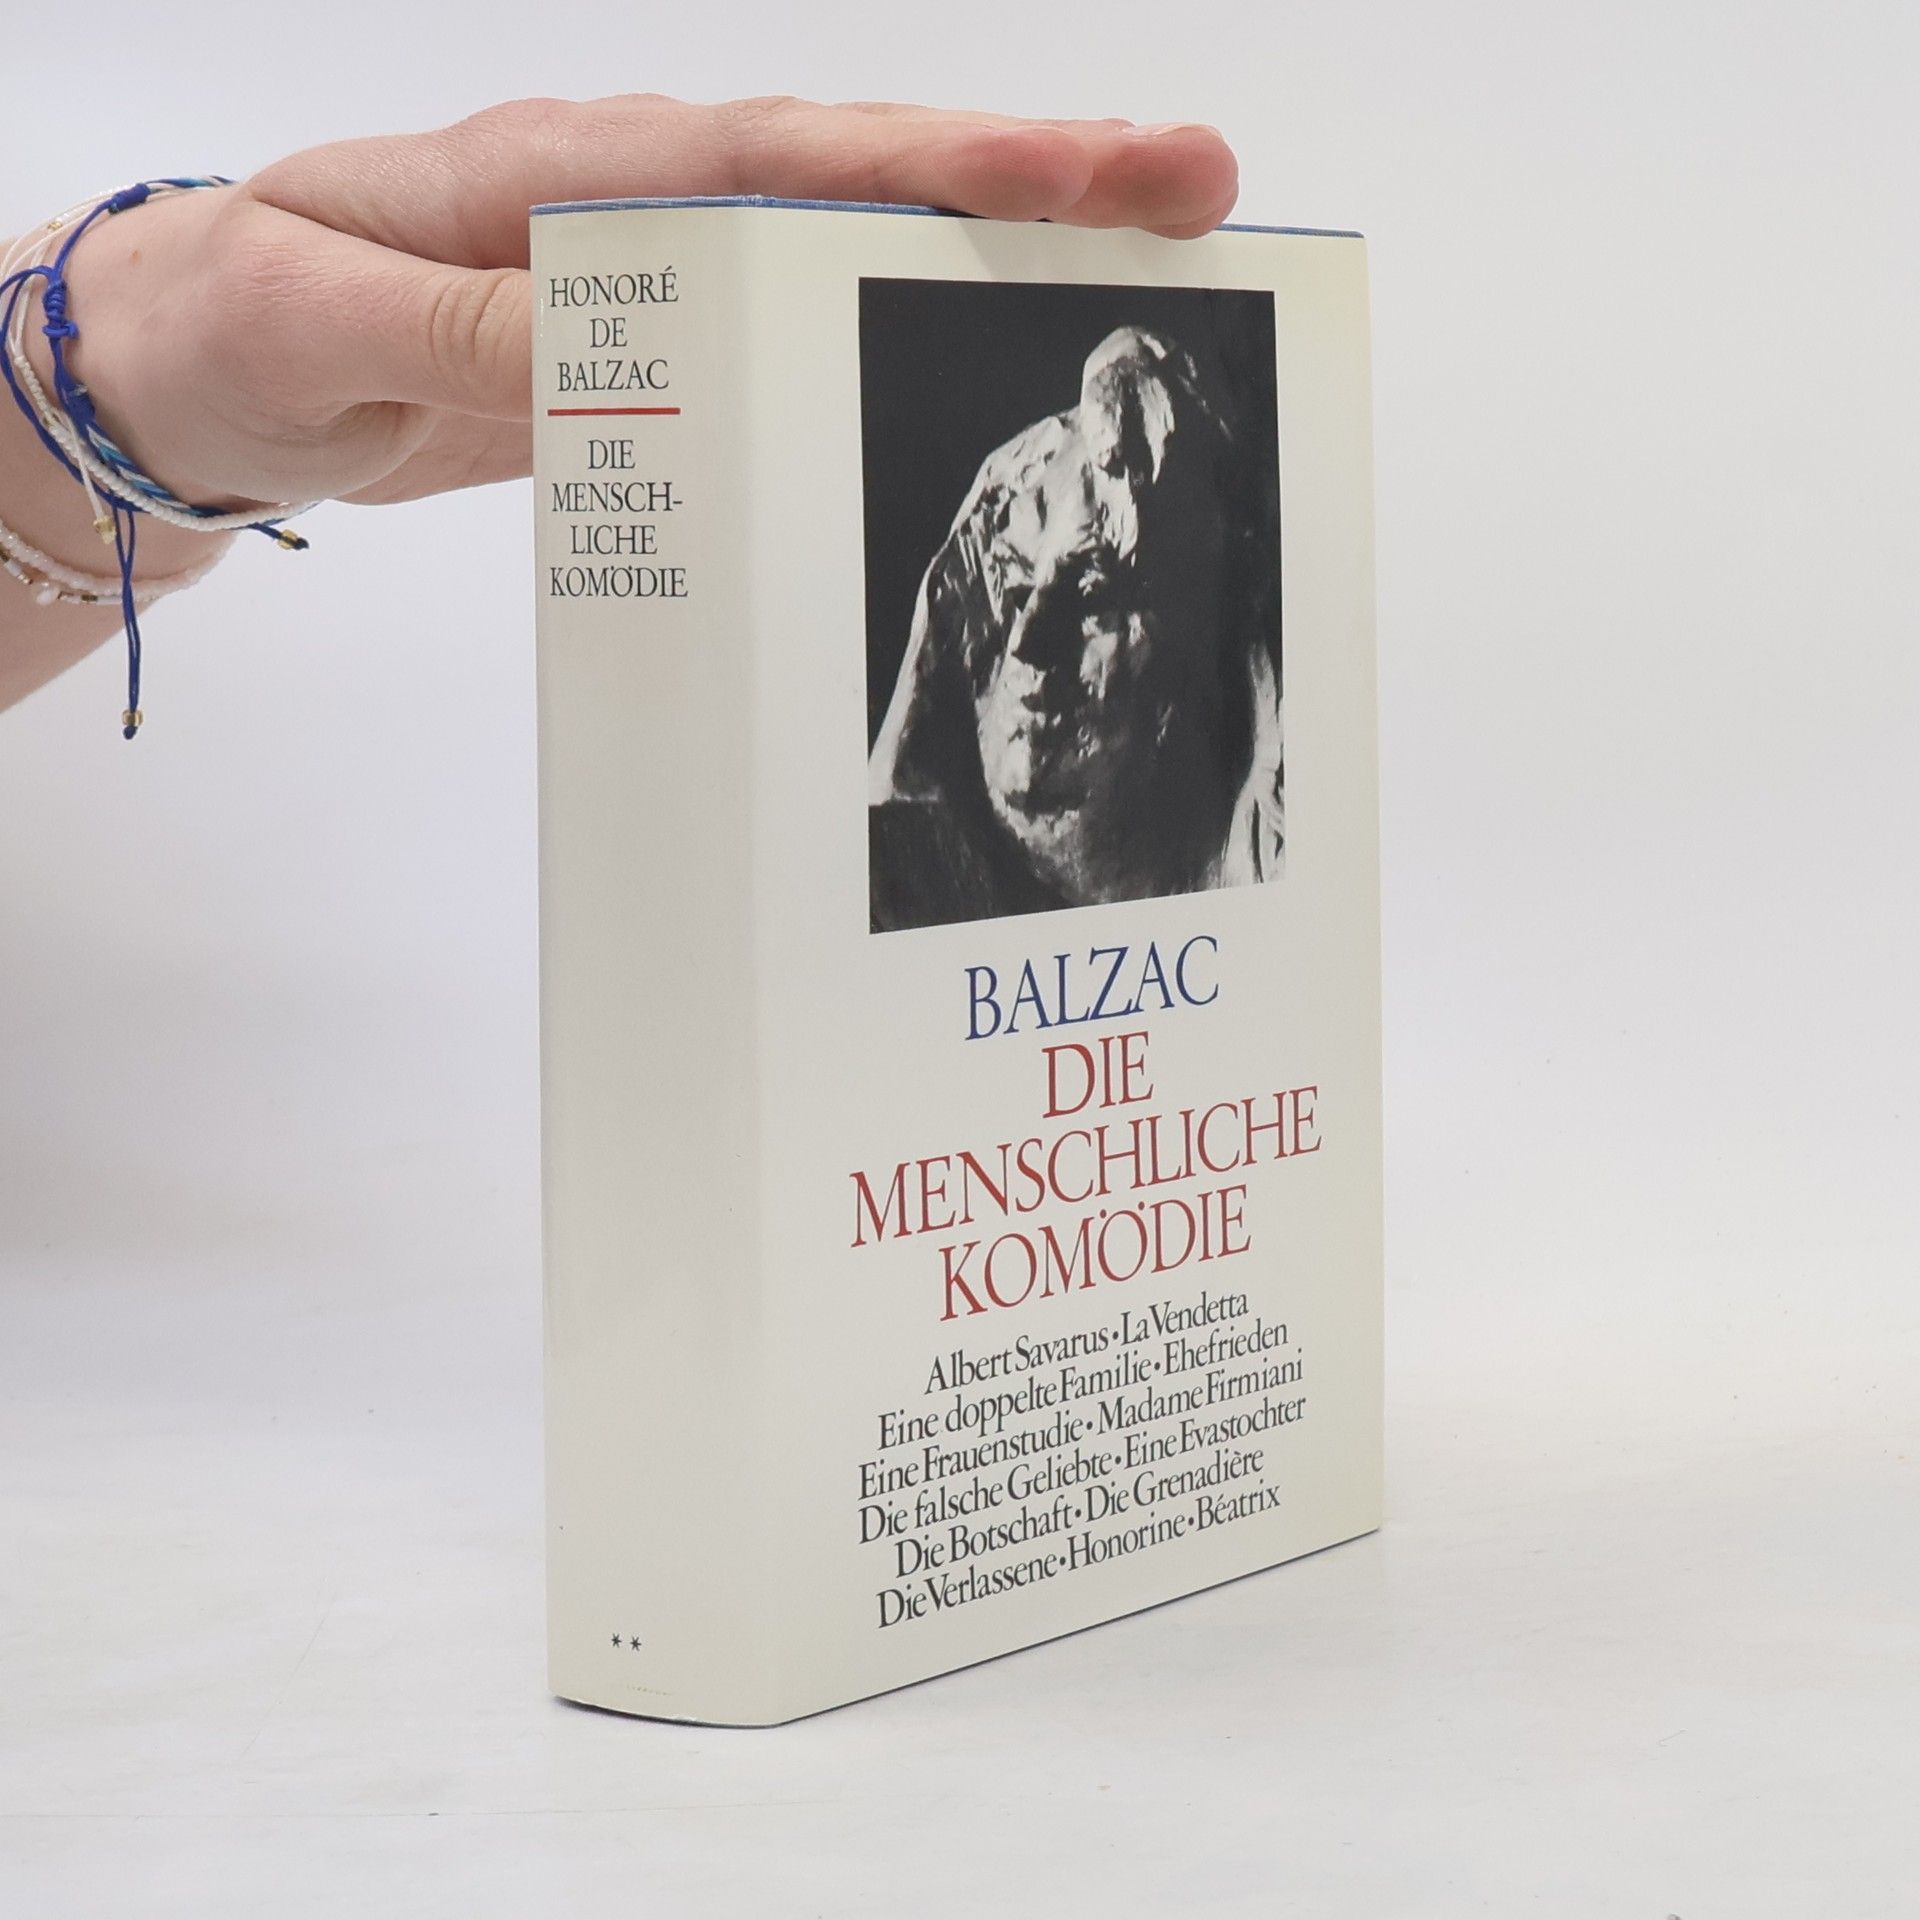 HONORÉ
DE
BALZAC
DIE
MENSCH-
LICHE
KOMÖDIE
**
BALZAC
DIE
MENSCHLICHE
KOMÖDIE
Albert Savarus • La Vendetta
Eine doppelte Familie • Ehefrieden
Eine Frauenstudie • Madame Firmiani
Die falsche Geliebte • Eine Evastochter
Die Botschaft • Die Grenadière
Die Verlassene • Honorine • Béatrix